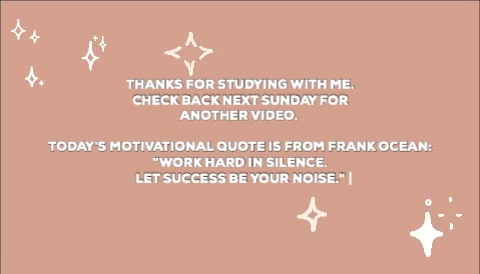 THANKS FOR STUDYING WITH ME.
CHECK BACK NEXT SUNDAY FOR
ANOTHER VIDEO.
TODAY'S MOTIVATIONAL QUOTE IS FROM FRANK OCEAN:
"WORK HARD IN SILENCE.
LET SUCCESS BE YOUR NOISE."